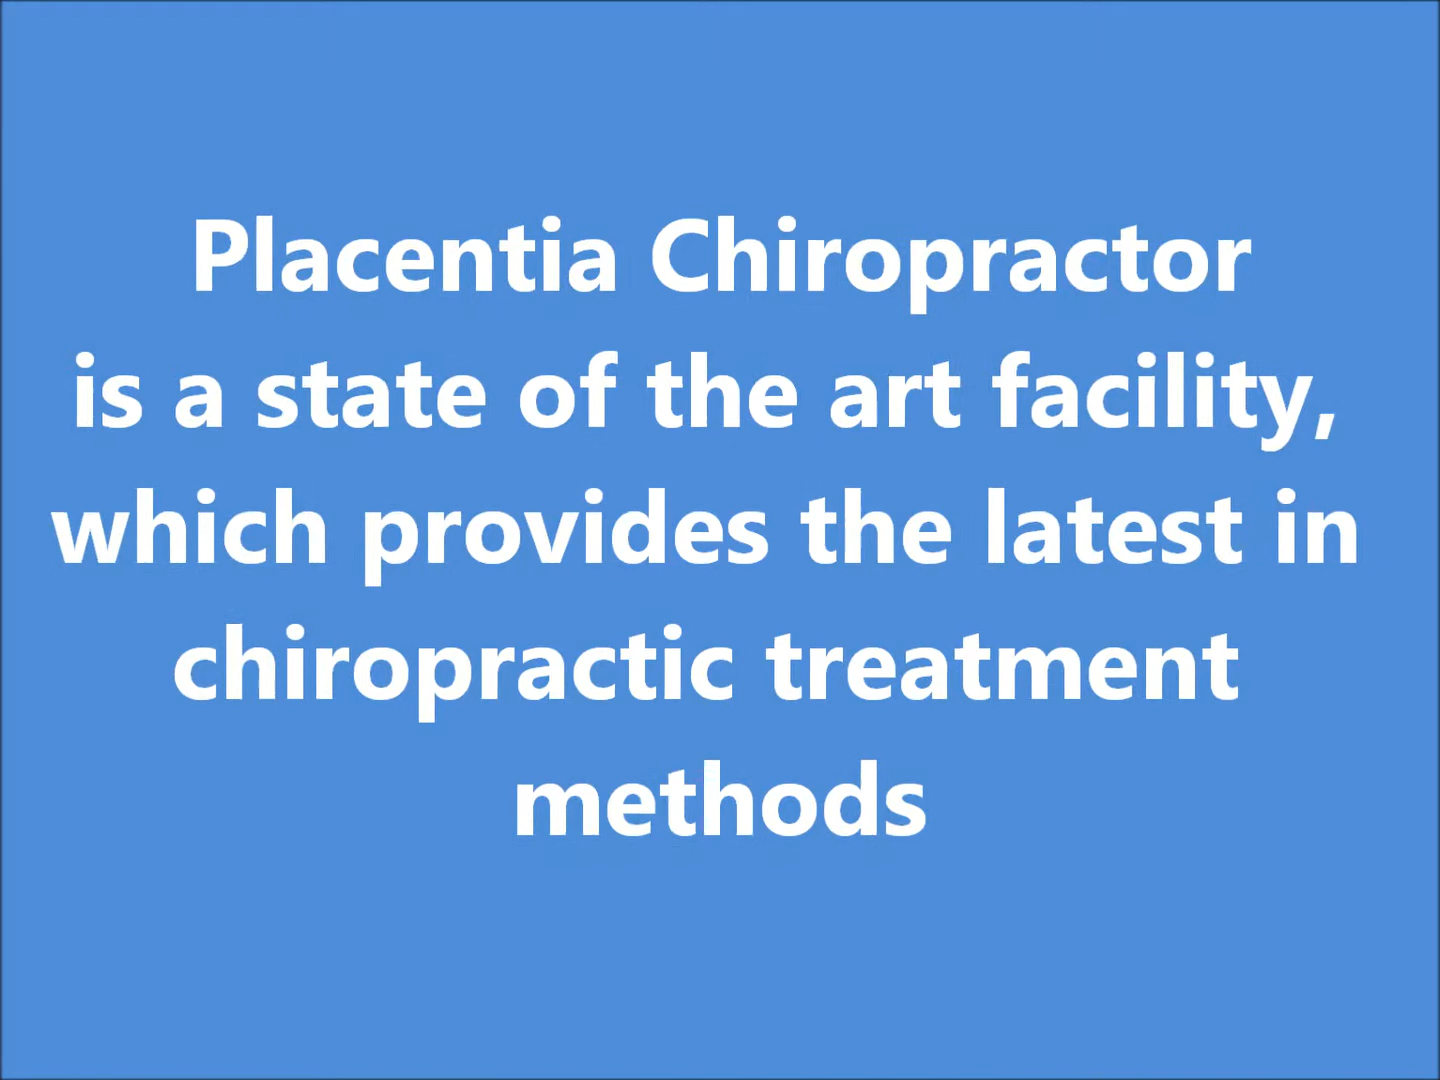 Placentia Chiropractor
is a state of the art facility,
which provides the latest in
chiropractic treatment
methods